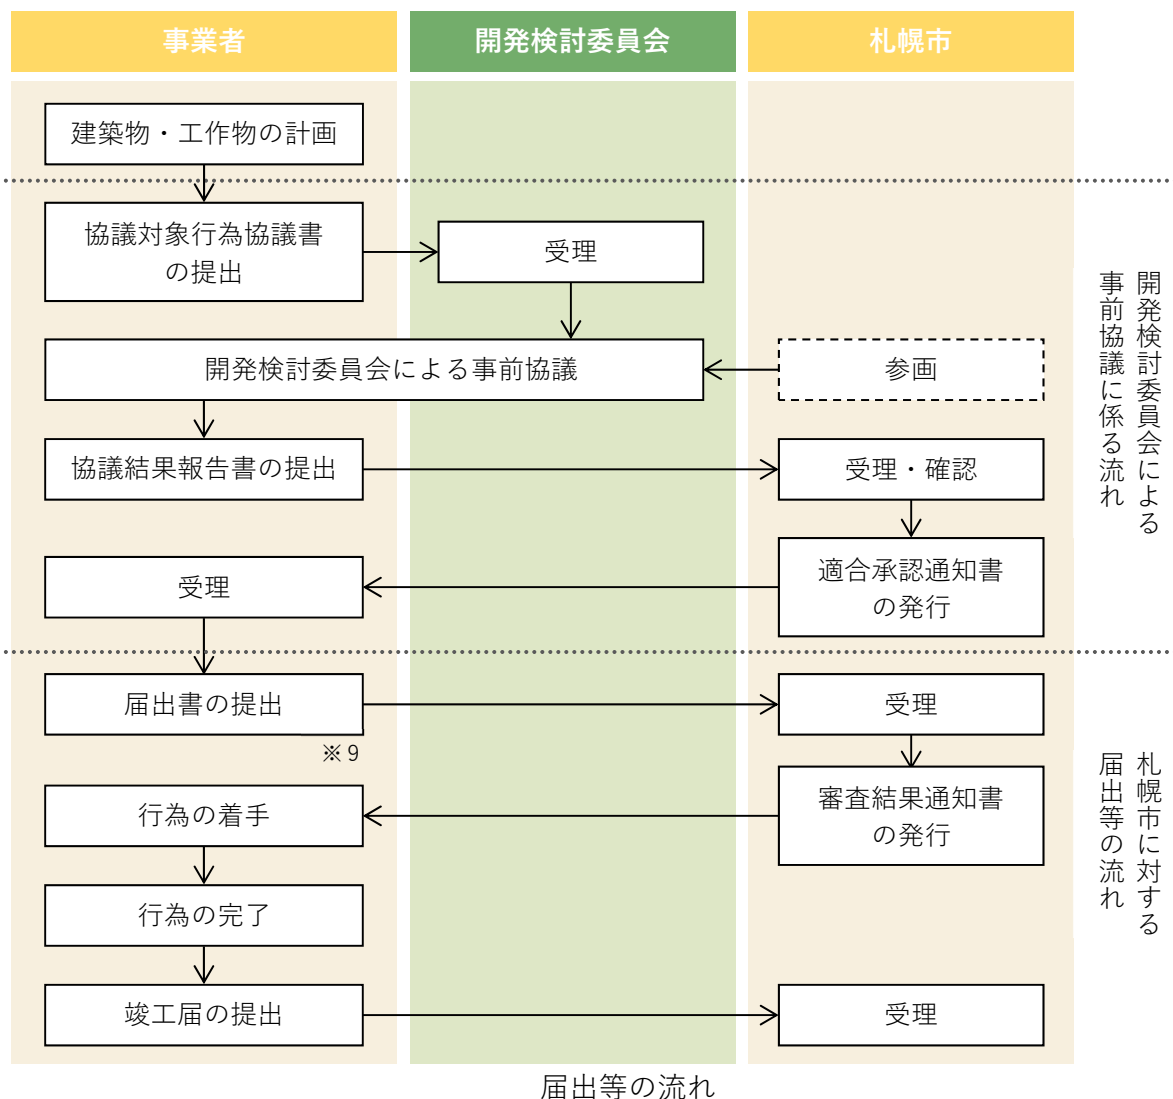 事業者
開発検討委員会
札幌市
建築物・工作物の計画
協議対象行為協議書
の提出
受理
開発検討委員会による事前協議
参画
協議結果報告書の提出
受理・確認
適合承認通知書
の発行
受理
開発検討委員会による
事前協議に係る流れ
届出書の提出
※9
受理
審査結果通知書
の発行
行為の着手
行為の完了
竣工届の提出
受理
札幌市に対する
届出等の流れ
届出等の流れ